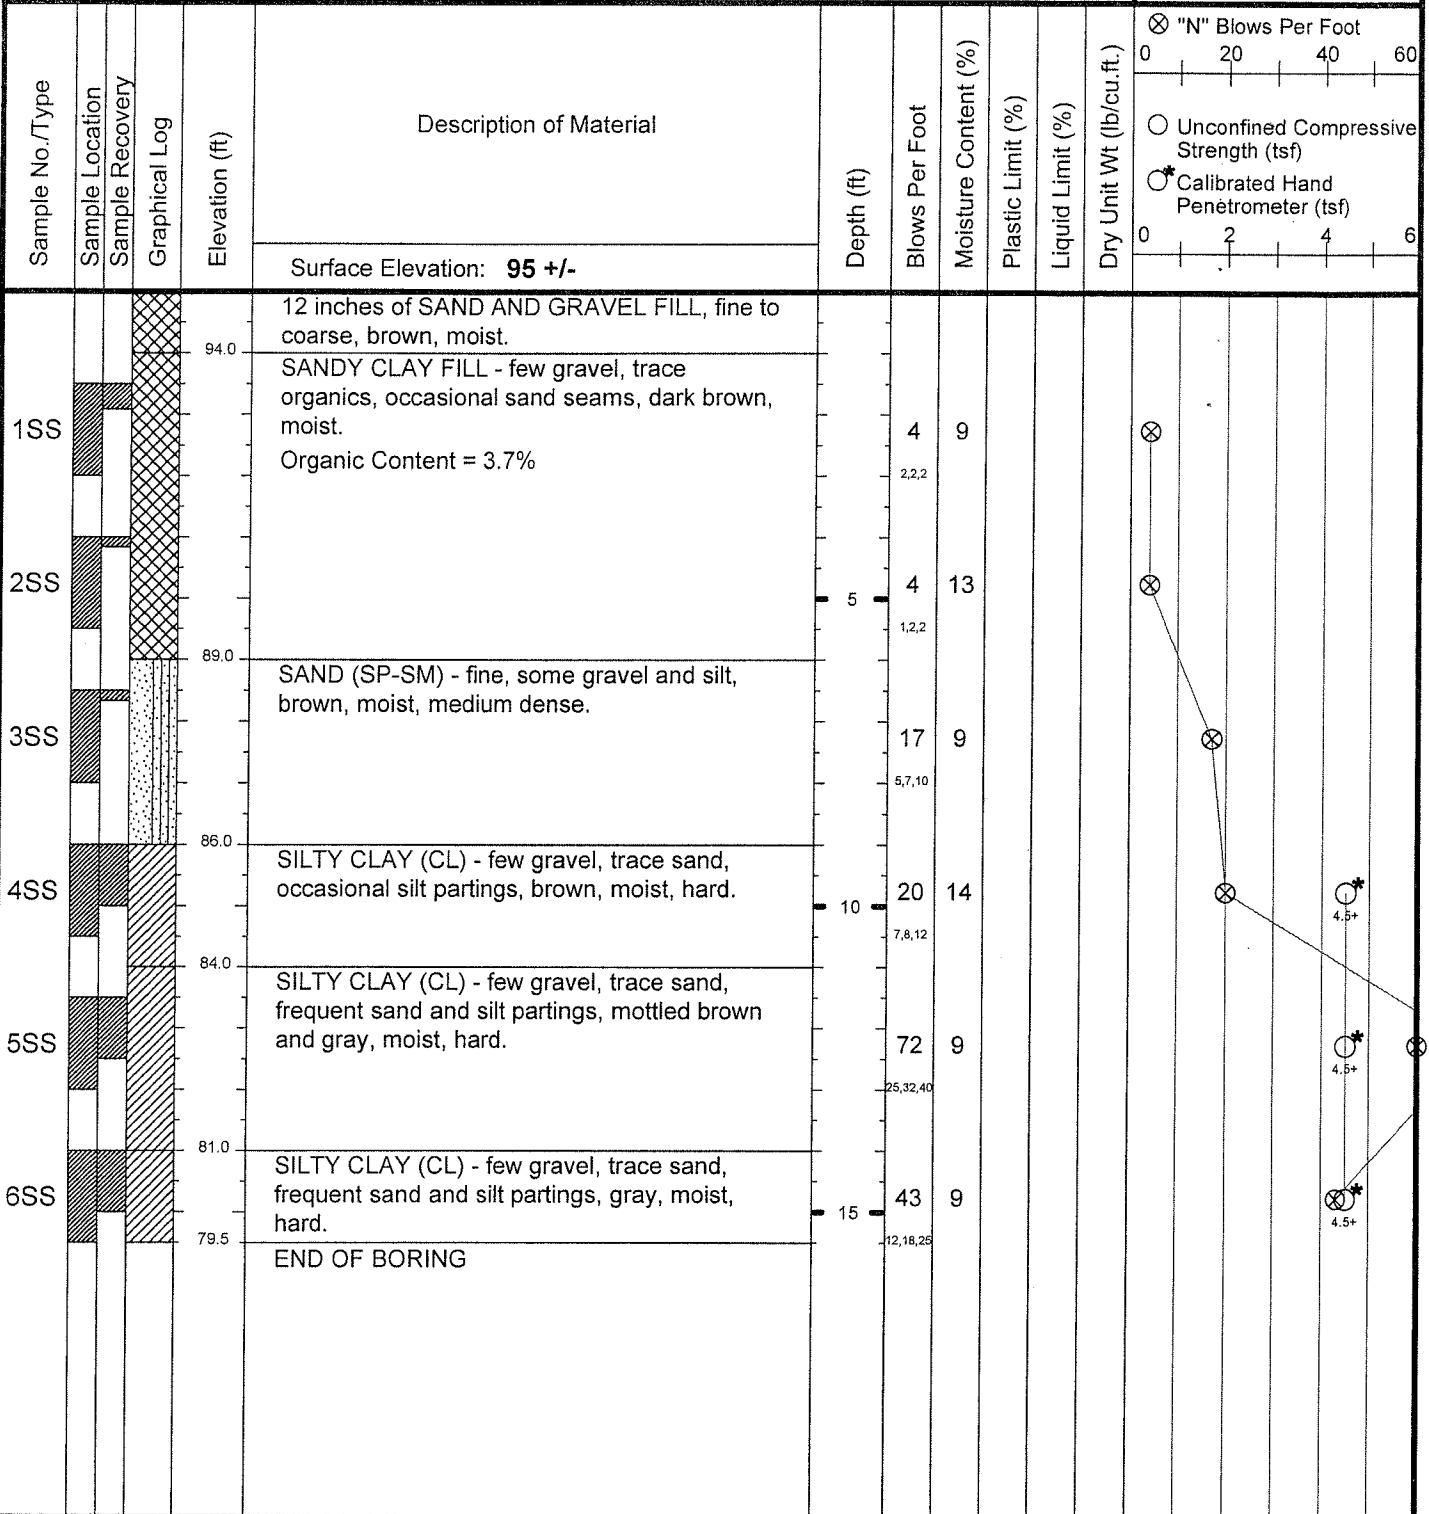 Sample No./Type
Sample Location
Sample Recovery
Graphical Log
Elevation (ft)
Description of Material
Surface Elevation: 95 +/-
Depth (ft)
Blows Per Foot
Moisture Content (%)
Plastic Limit (%)
Liquid Limit (%)
Dry Unit Wt (lb/cu.ft.)
"N" Blows Per Foot
0 20 40 60
Unconfined Compressive
Strength (tsf)
* Calibrated Hand
Penetrometer (tsf)
0 2 4 6
12 inches of SAND AND GRAVEL FILL, fine to
coarse, brown, moist.
94.0
SANDY CLAY FILL - few gravel, trace
organics, occasional sand seams, dark brown,
moist.
1SS
4 9
Organic Content = 3.7%
2,2,2
2SS
4 13
5
1,2,2
89.0
SAND (SP-SM) - fine, some gravel and silt,
brown, moist, medium dense.
3SS
17 9
5,7,10
86.0
SILTY CLAY (CL) - few gravel, trace sand,
occasional silt partings, brown, moist, hard.
4SS
20 14
*
10
4.5+
7,8,12
84.0
SILTY CLAY (CL) - few gravel, trace sand,
frequent sand and silt partings, mottled brown
and gray, moist, hard.
5SS
72 9
*
4.5+
25,32,40
81.0
SILTY CLAY (CL) - few gravel, trace sand,
frequent sand and silt partings, gray, moist,
hard.
6SS
43 9
*
15
4.5+
79.5
12,18,25
END OF BORING